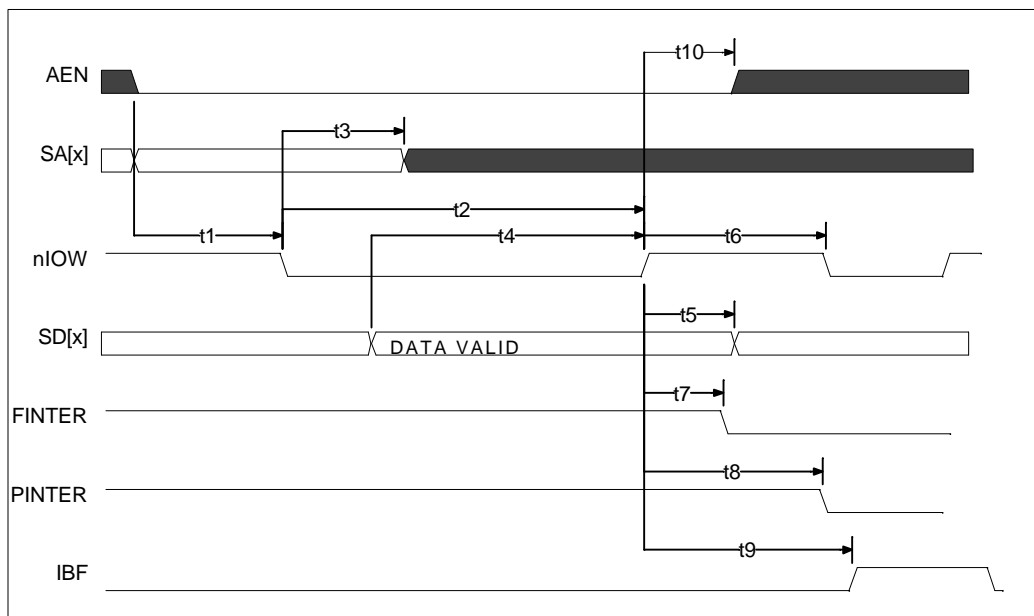 t10
AEN
t3
SA[x]
t2
t1
t4
t6
nIOW
t5
SD[x]
DATA VALID
t7
FINTER
t8
PINTER
t9
IBF